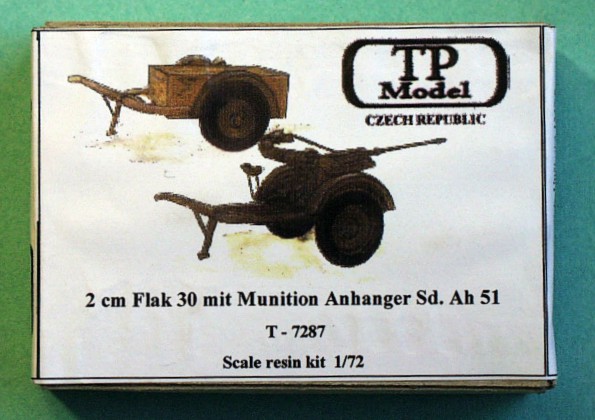 TP
Model
CZECH REPUBLIC
2 cm Flak 30 mit Munition Anhanger Sd. Ah 51
T - 7287
Scale resin kit 1/72